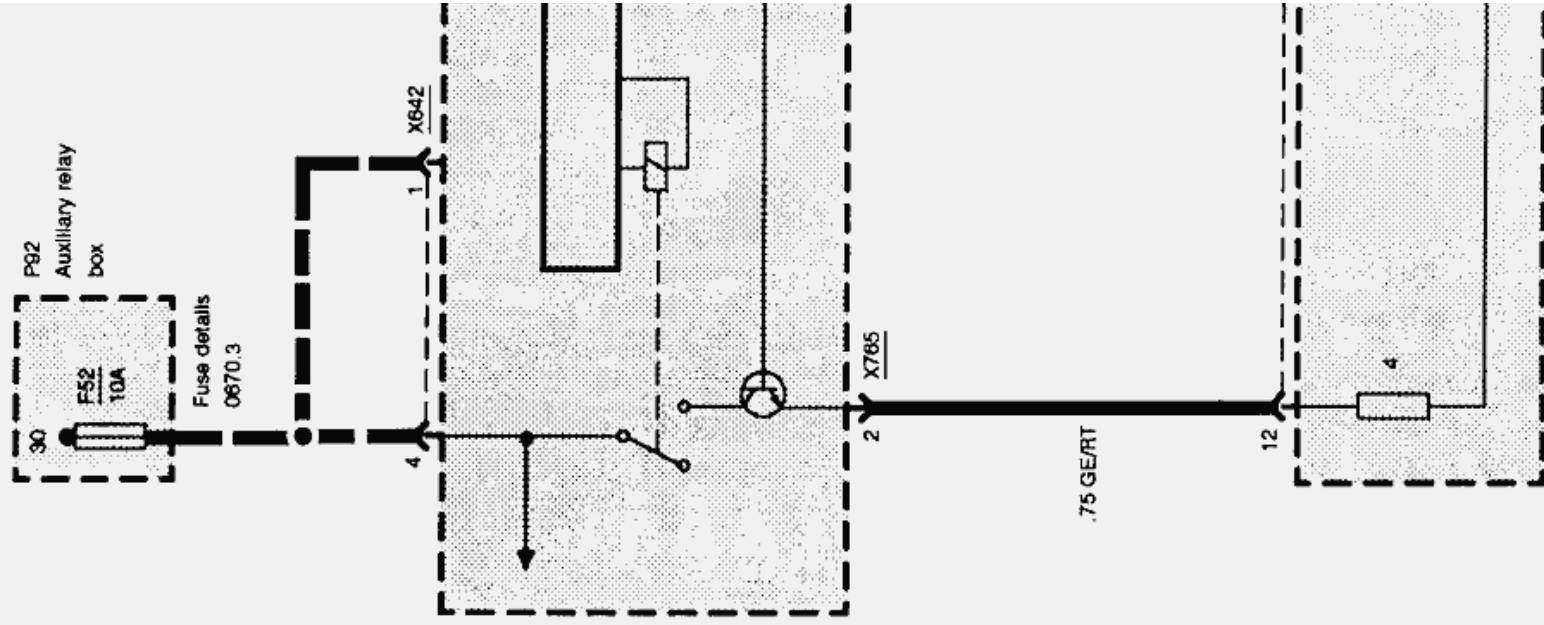 P92
Auxiliary relay
box
30
F52
10A
Fuse details
0670.3
X642
1
4
X765
2
.75 GE/RT
12
4